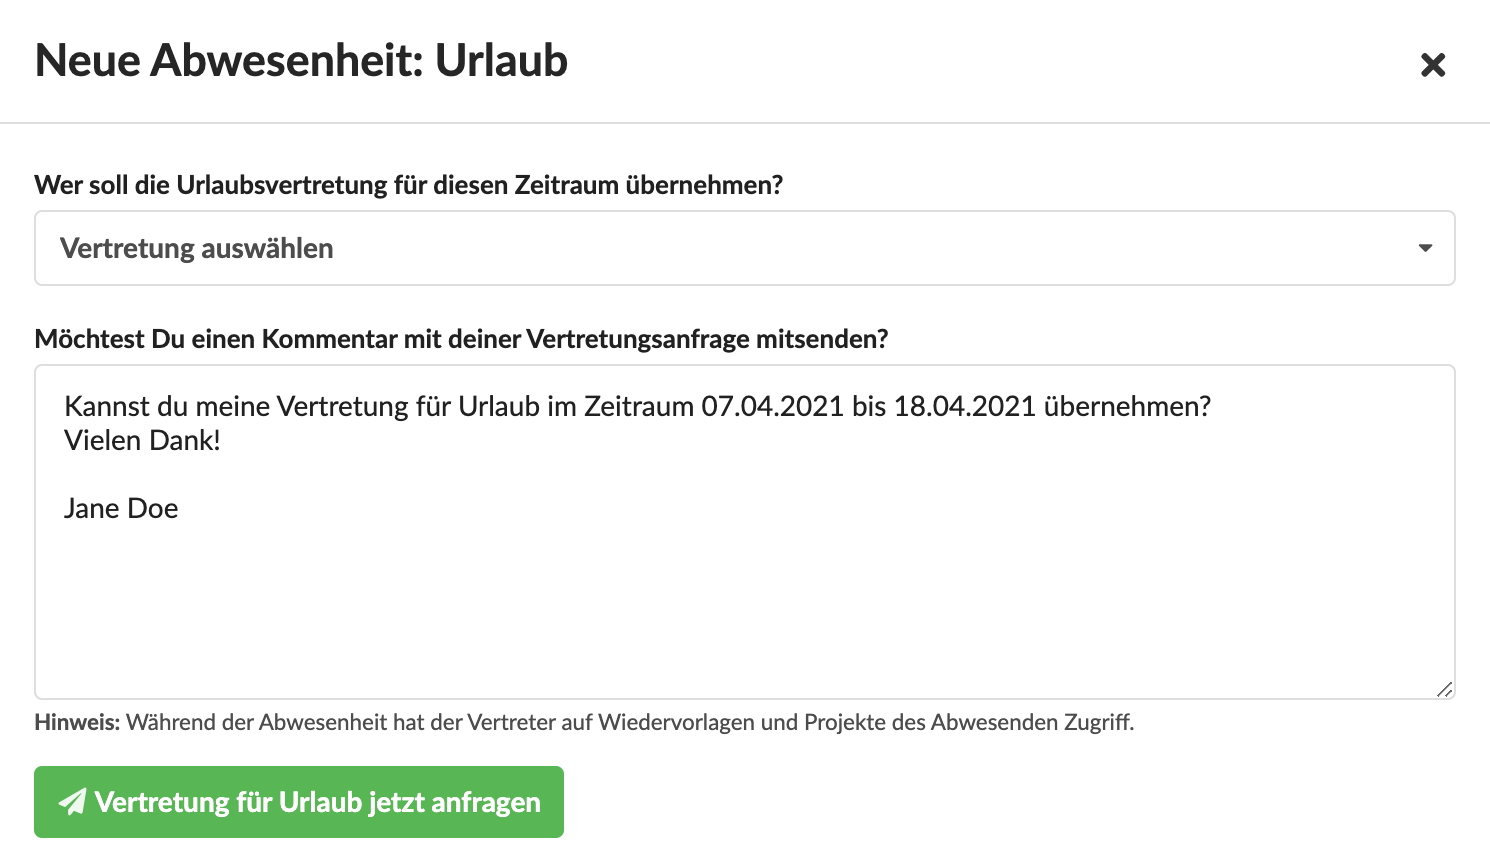 Neue Abwesenheit: Urlaub
Wer soll die Urlaubsvertretung für diesen Zeitraum übernehmen?
Vertretung auswählen
Möchtest Du einen Kommentar mit deiner Vertretungsanfrage mitsenden?
Kannst du meine Vertretung für Urlaub im Zeitraum 07.04.2021 bis 18.04.2021 übernehmen?
Vielen Dank!
Jane Doe
Hinweis: Während der Abwesenheit hat der Vertreter auf Wiedervorlagen und Projekte des Abwesenden Zugriff.
Vertretung für Urlaub jetzt anfragen